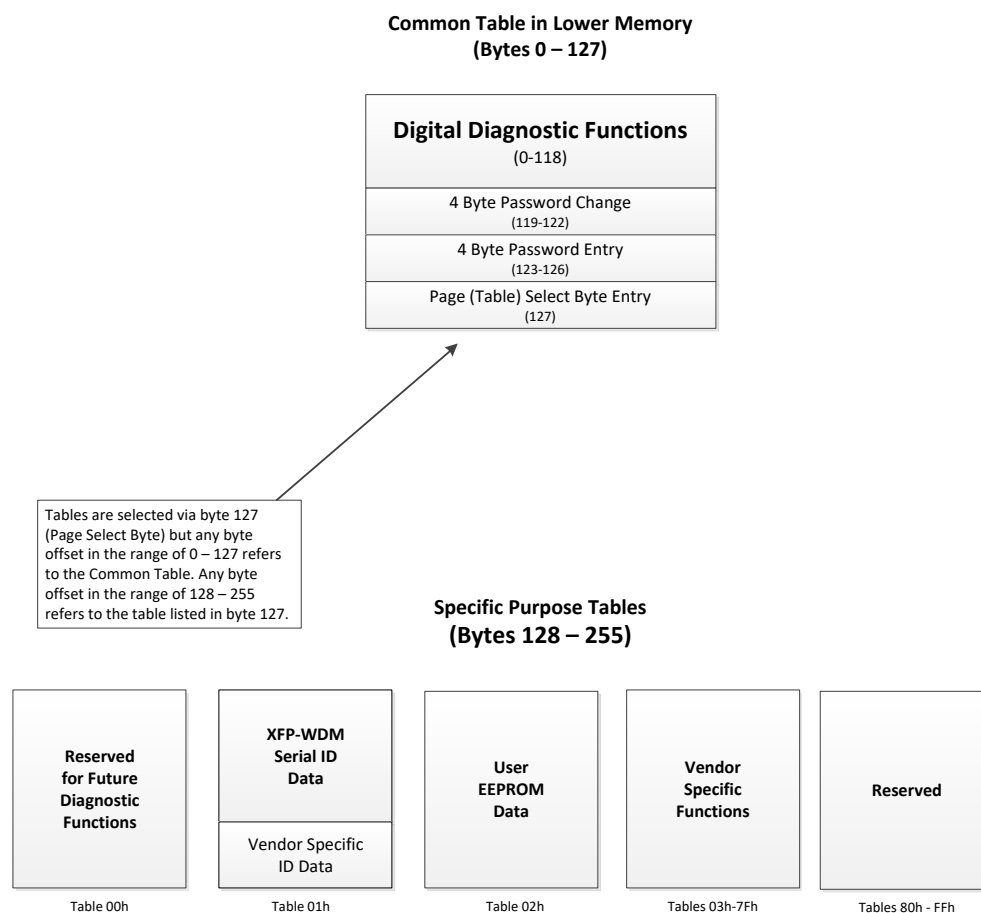 Common Table in Lower Memory
(Bytes 0 – 127)
Digital Diagnostic Functions
(0-118)
4 Byte Password Change
(119-122)
4 Byte Password Entry
(123-126)
Page (Table) Select Byte Entry
(127)
Tables are selected via byte 127
(Page Select Byte) but any byte
offset in the range of 0 – 127 refers
to the Common Table. Any byte
offset in the range of 128 – 255
refers to the table listed in byte 127.
Specific Purpose Tables
(Bytes 128 – 255)
Reserved
for Future
Diagnostic
Functions
Table 00h
XFP-WDM
Serial ID
Data
Vendor Specific
ID Data
Table 01h
User
EEPROM
Data
Table 02h
Vendor
Specific
Functions
Tables 03h-7Fh
Reserved
Tables 80h - FFh